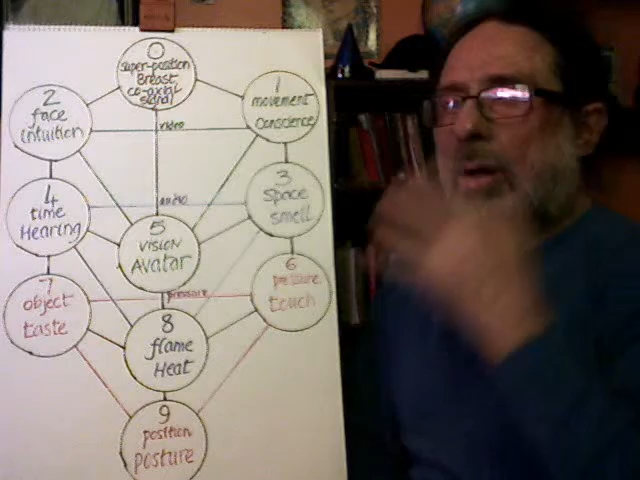 0
super-position
Breast
co-axial
signal
1
movement
conscience
2
face
intuition
video
3
space
smell
4
time
Hearing
audio
5
vision
AVatar
6
pressure
touch
7
object
taste
pressure
8
flame
Heat
9
position
posture